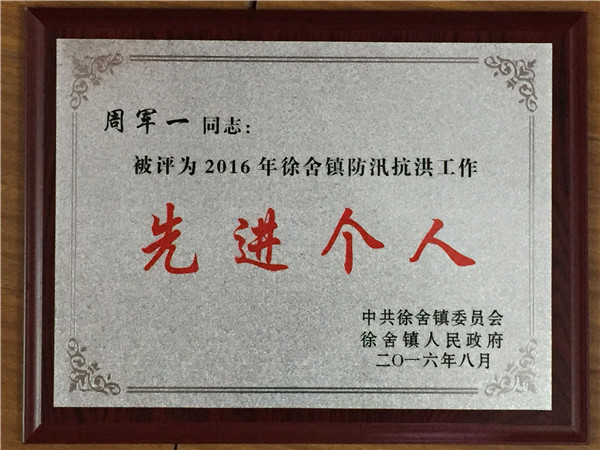 周军一同志:
被评为2016年徐舍镇防汛抗洪工作
先进个人
中共徐舍镇委员会
徐舍镇人民政府
二〇一六年八月